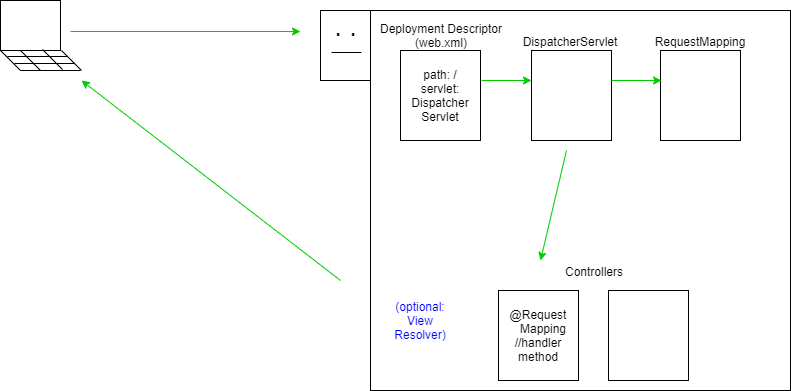 Deployment Descriptor
(web.xml)
DispatcherServlet
RequestMapping
path: /
servlet:
Dispatcher
Servlet
Controllers
(optional:
View
Resolver)
@Request
Mapping
//handler
method